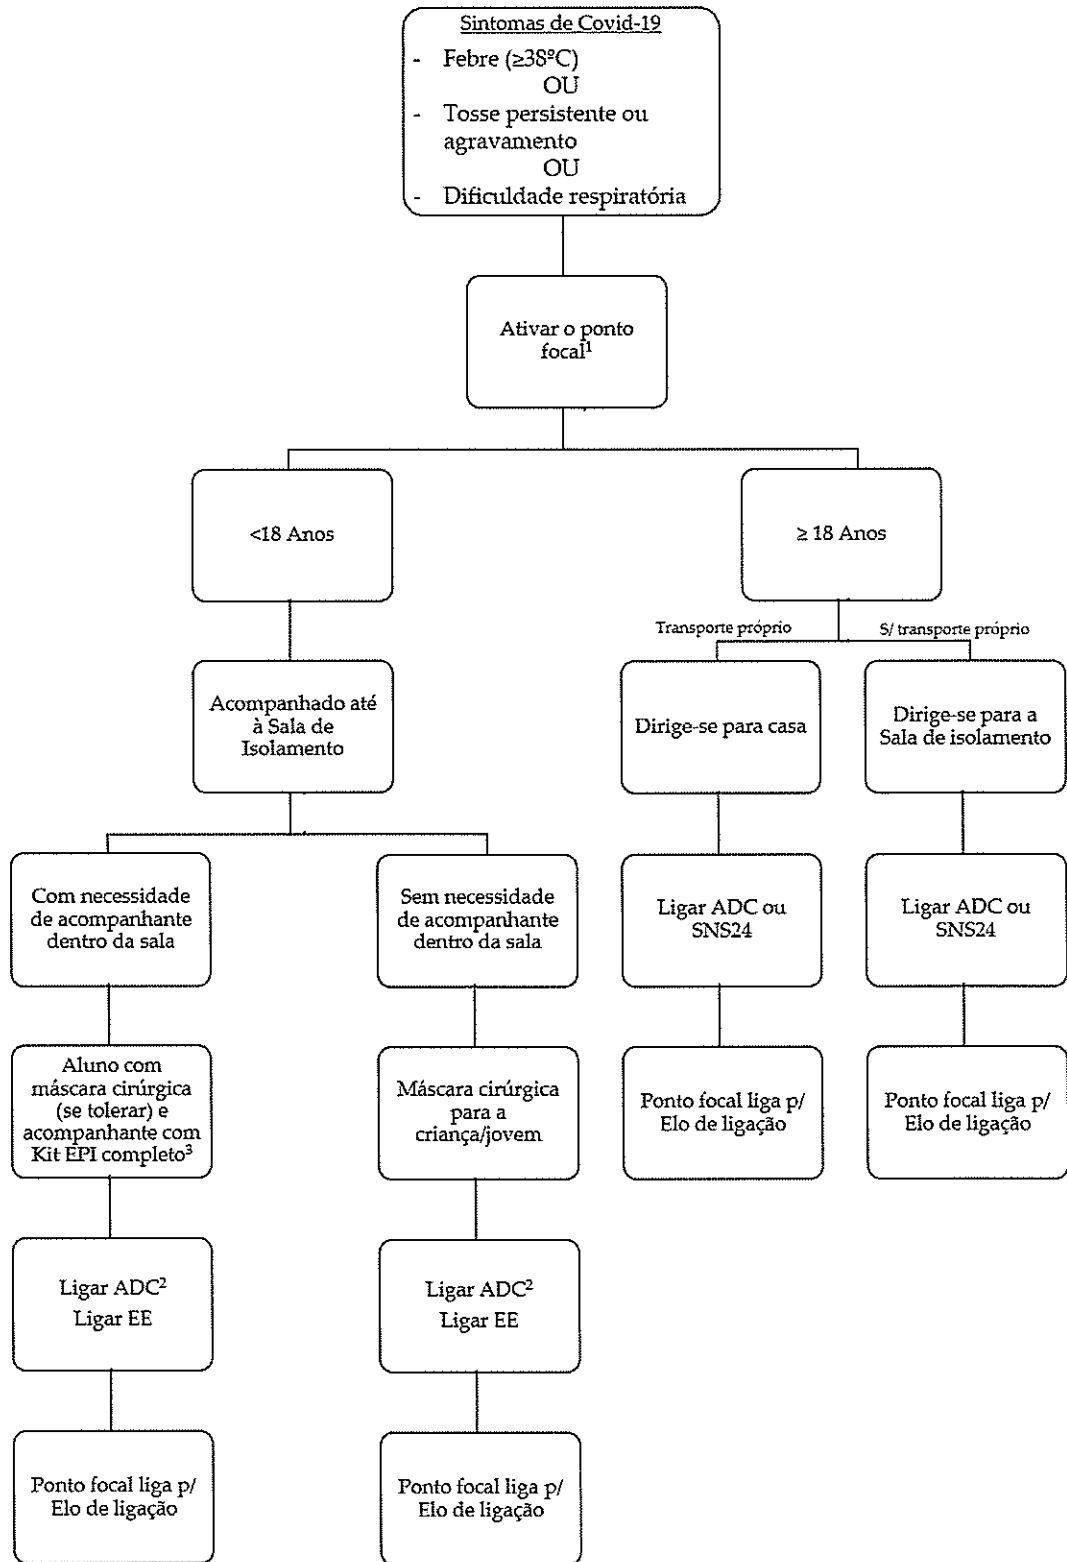 Sintomas de Covid-19
- Febre (≥38ºC)
OU
- Tosse persistente ou
agravamento
OU
- Dificuldade respiratória
Ativar o ponto
focal¹
<18 Anos
≥ 18 Anos
Transporte próprio
S/ transporte próprio
Acompanhado até
à Sala de
Isolamento
Dirige-se para casa
Dirige-se para a
Sala de isolamento
Com necessidade
de acompanhante
dentro da sala
Sem necessidade
de acompanhante
dentro da sala
Ligar ADC ou
SNS24
Ligar ADC ou
SNS24
Aluno com
máscara cirúrgica
(se tolerar) e
acompanhante com
Kit EPI completo³
Máscara cirúrgica
para a
criança/jovem
Ponto focal liga p/
Elo de ligação
Ponto focal liga p/
Elo de ligação
Ligar ADC²
Ligar EE
Ligar ADC²
Ligar EE
Ponto focal liga p/
Elo de ligação
Ponto focal liga p/
Elo de ligação